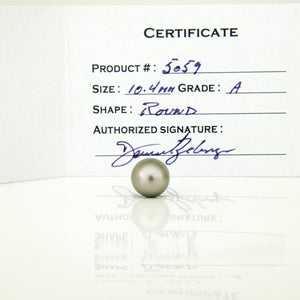 CERTIFICATE
PRODUCT #: 5059
SIZE: 10.4mm GRADE: A
SHAPE: ROUND
AUTHORIZED SIGNATURE: